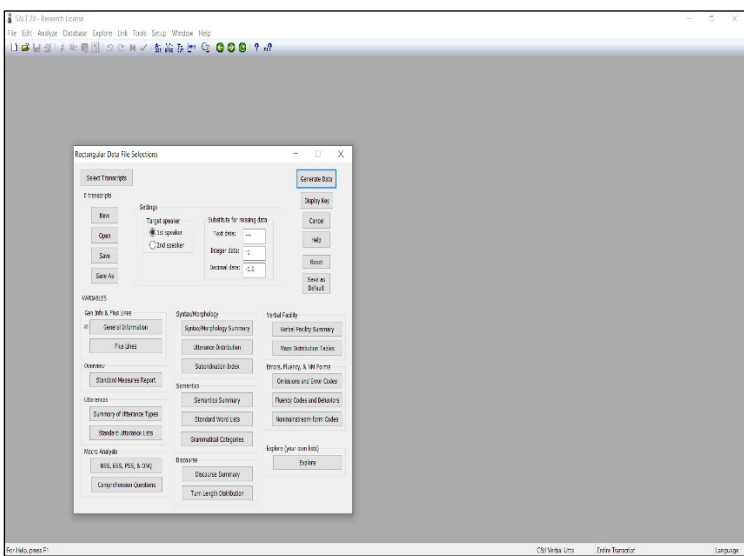 SALT 20 - Research License
File Edit Analyze Database Explore Link Tools Setup Window Help
Rectangular Data File Selections
Select Transcripts
Generate Data
0 transcripts
Display Key
New
Open
Save
Save As
Settings
Target speaker
1st speaker
2nd speaker
Substitute for missing data
Text data: ---
Integer data: -1
Decimal data: -1.0
Cancel
Help
Reset
Save as
Default
VARIABLES
Gen Info & Plus Lines
General Information
Plus Lines
Overview
Standard Measures Report
Utterances
Summary of Utterance Types
Standard Utterance Lists
Macro Analysis
NSS, ESS, PSS, & ONQ
Comprehension Questions
Syntax/Morphology
Syntax/Morphology Summary
Utterance Distribution
Subordination Index
Semantics
Semantics Summary
Standard Word Lists
Grammatical Categories
Discourse
Discourse Summary
Turn Length Distribution
Verbal Facility
Verbal Facility Summary
Maze Distribution Tables
Errors, Fluency, & NM Forms
Omissions and Error Codes
Fluency Codes and Behaviors
Nonmainstream-form Codes
Explore (your own lists)
Explore
For Help, press F1
C&I Verbal Utts
Entire Transcript
Language